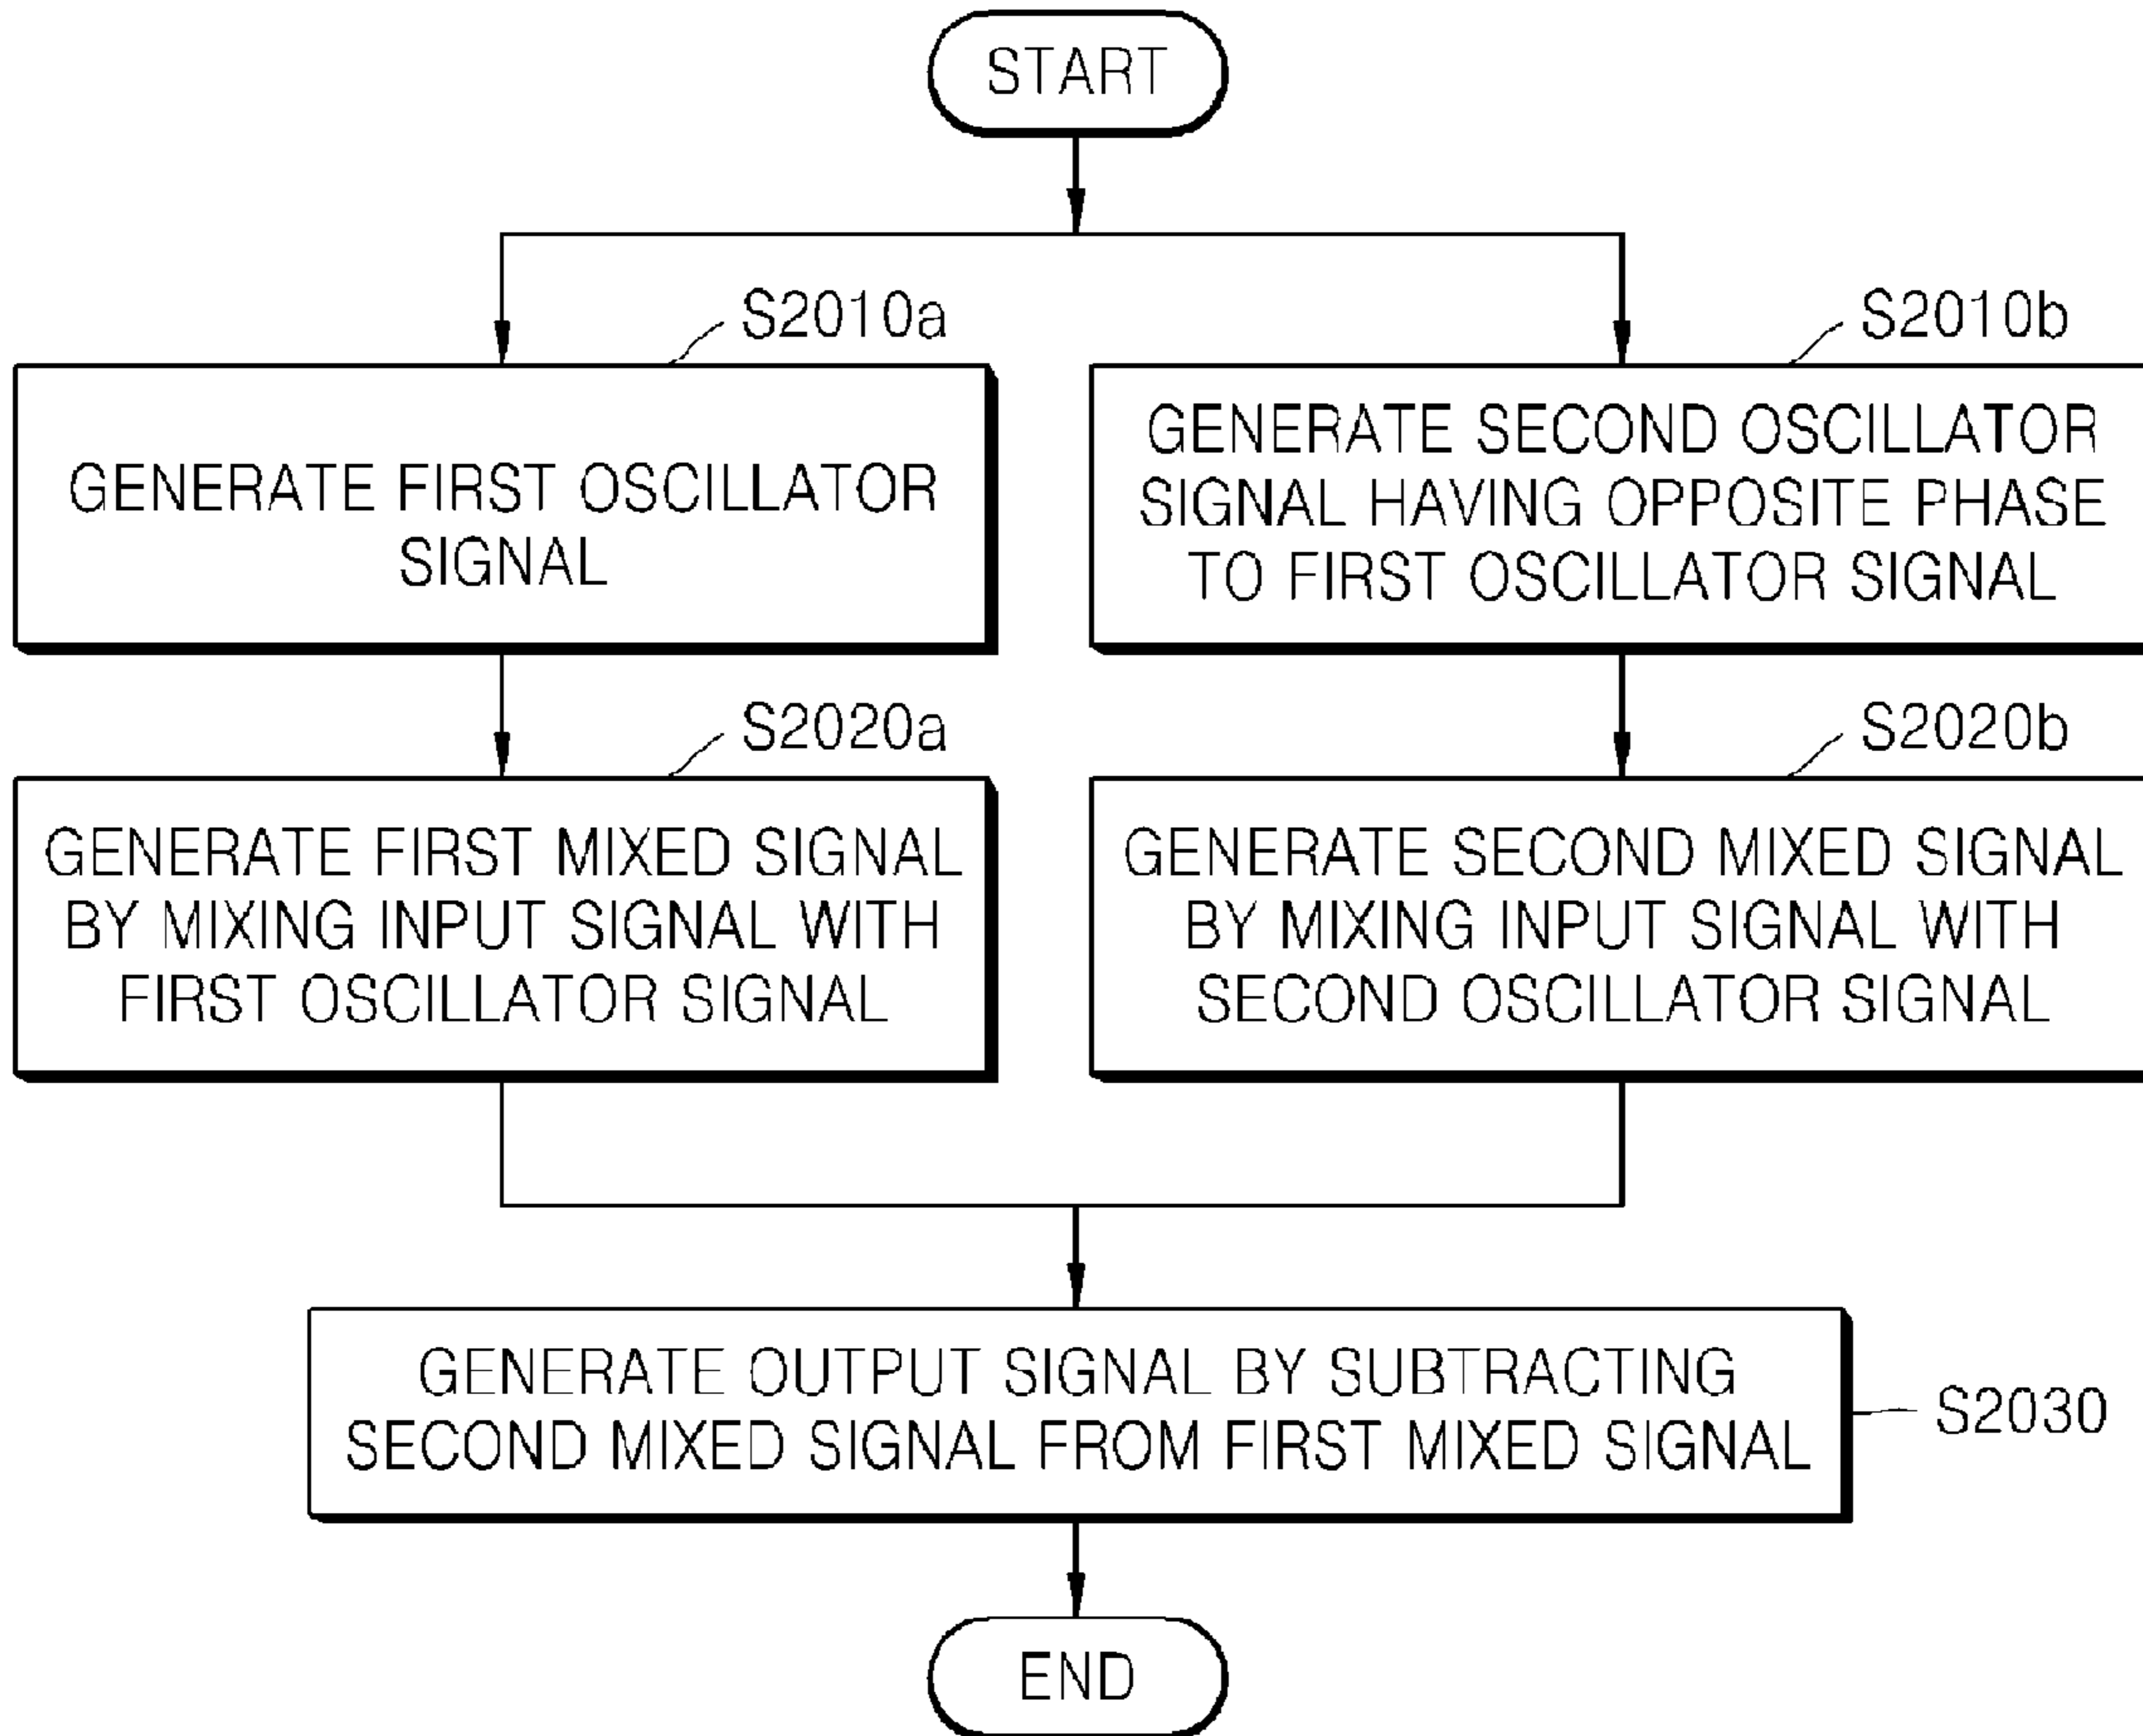 START
S2010a
GENERATE FIRST OSCILLATOR
SIGNAL
S2010b
GENERATE SECOND OSCILLATOR
SIGNAL HAVING OPPOSITE PHASE
TO FIRST OSCILLATOR SIGNAL
S2020a
GENERATE FIRST MIXED SIGNAL
BY MIXING INPUT SIGNAL WITH
FIRST OSCILLATOR SIGNAL
S2020b
GENERATE SECOND MIXED SIGNAL
BY MIXING INPUT SIGNAL WITH
SECOND OSCILLATOR SIGNAL
GENERATE OUTPUT SIGNAL BY SUBTRACTING
SECOND MIXED SIGNAL FROM FIRST MIXED SIGNAL
S2030
END